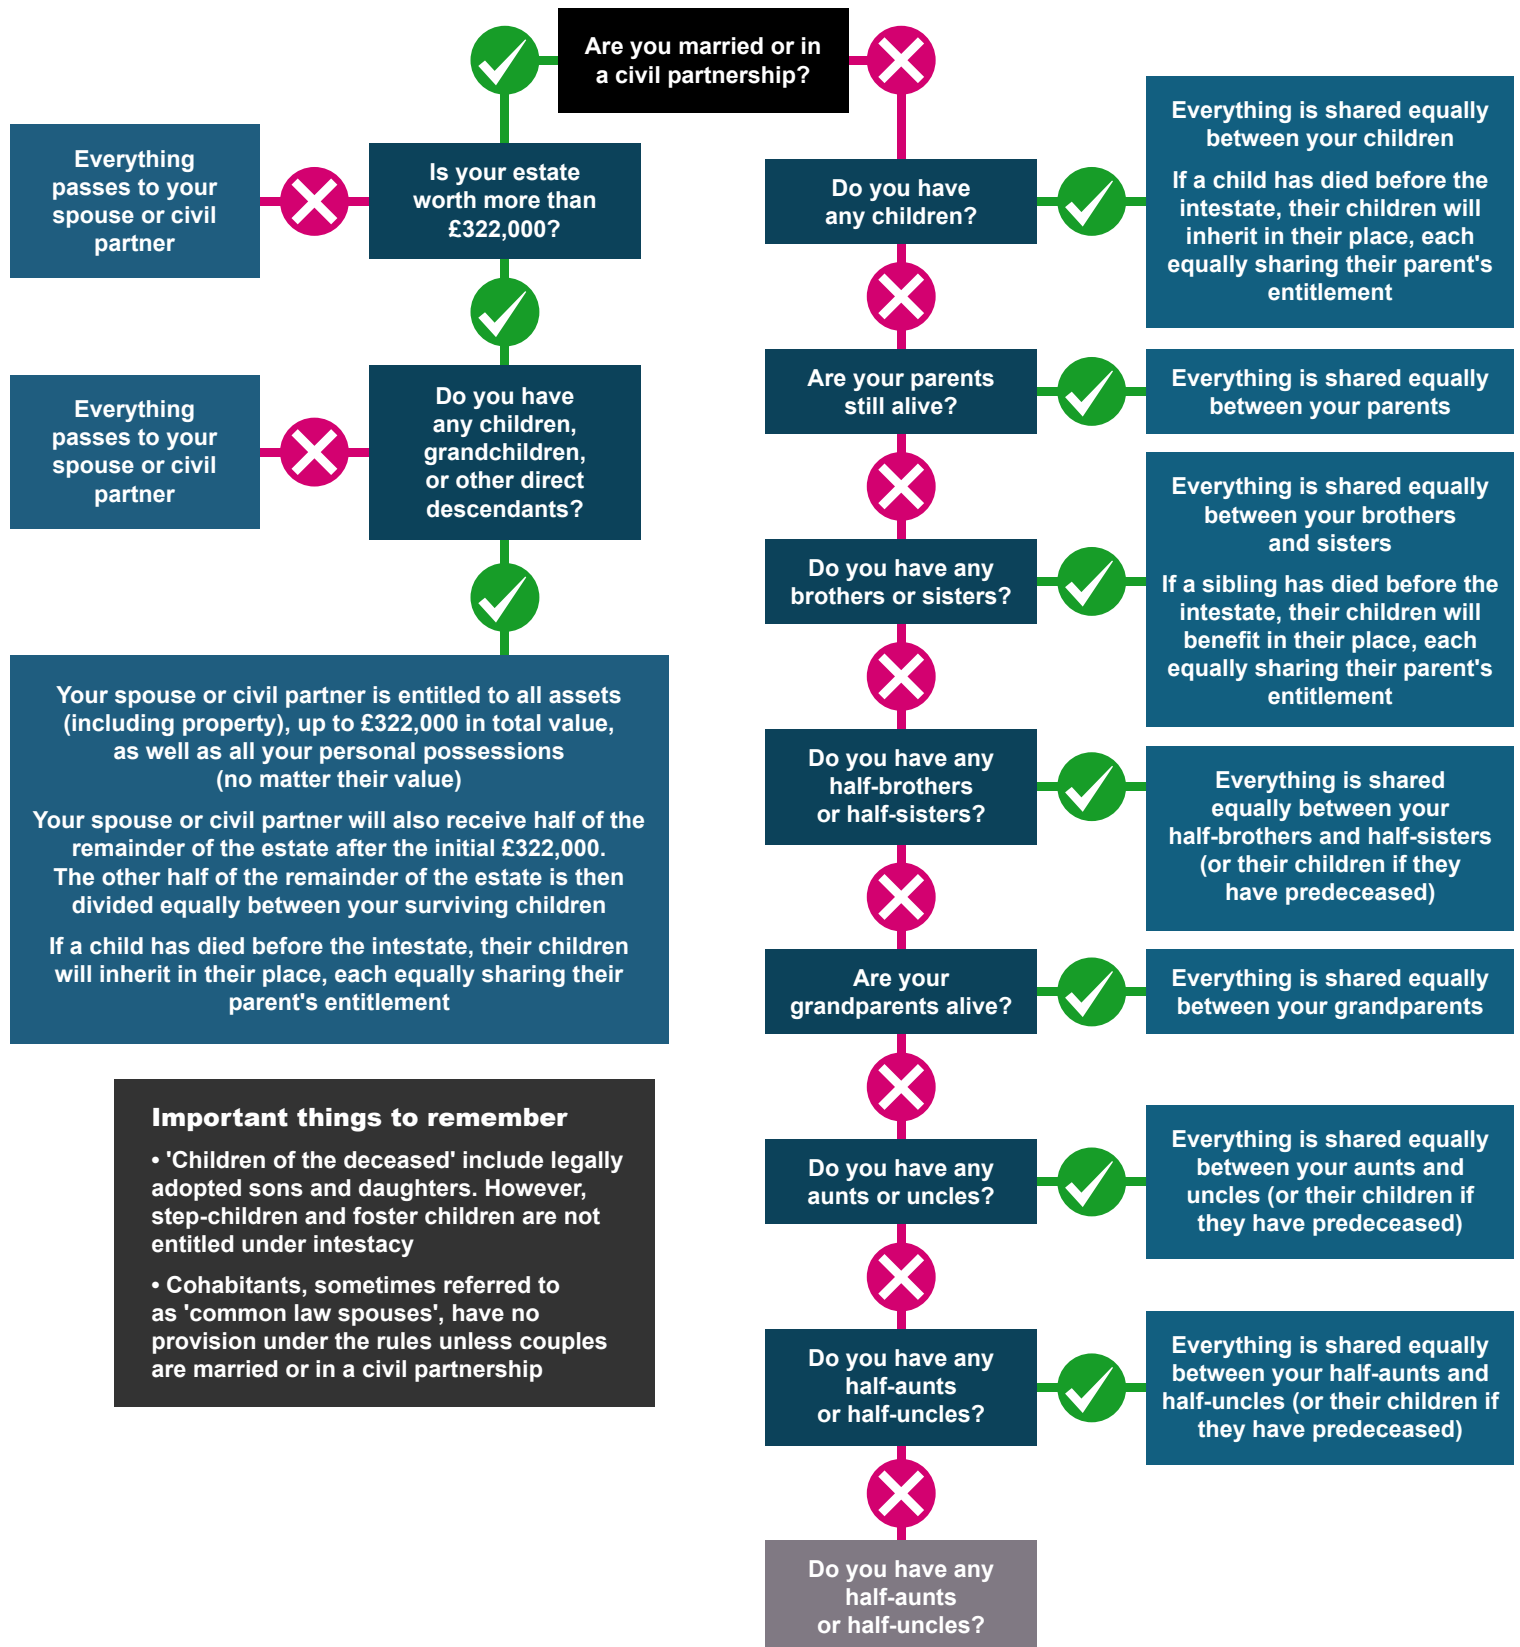 Are you married or in
a civil partnership?
Everything
passes to your
spouse or civil
partner
Is your estate
worth more than
£322,000?
Everything
passes to your
spouse or civil
partner
Do you have
any children,
grandchildren,
or other direct
descendants?
Your spouse or civil partner is entitled to all assets
(including property), up to £322,000 in total value,
as well as all your personal possessions
(no matter their value)
Your spouse or civil partner will also receive half of the
remainder of the estate after the initial £322,000.
The other half of the remainder of the estate is then
divided equally between your surviving children
If a child has died before the intestate, their children
will inherit in their place, each equally sharing their
parent's entitlement
Important things to remember
• 'Children of the deceased' include legally
adopted sons and daughters. However,
step-children and foster children are not
entitled under intestacy
• Cohabitants, sometimes referred to
as 'common law spouses', have no
provision under the rules unless couples
are married or in a civil partnership
Do you have
any children?
Everything is shared equally
between your children
If a child has died before the
intestate, their children will
inherit in their place, each
equally sharing their parent's
entitlement
Are your parents
still alive?
Everything is shared equally
between your parents
Do you have any
brothers or sisters?
Everything is shared equally
between your brothers
and sisters
If a sibling has died before the
intestate, their children will
benefit in their place, each
equally sharing their parent's
entitlement
Do you have any
half-brothers
or half-sisters?
Everything is shared
equally between your
half-brothers and half-sisters
(or their children if they
have predeceased)
Are your
grandparents alive?
Everything is shared equally
between your grandparents
Do you have any
aunts or uncles?
Everything is shared equally
between your aunts and
uncles (or their children if
they have predeceased)
Do you have any
half-aunts
or half-uncles?
Everything is shared equally
between your half-aunts and
half-uncles (or their children if
they have predeceased)
Do you have any
half-aunts
or half-uncles?